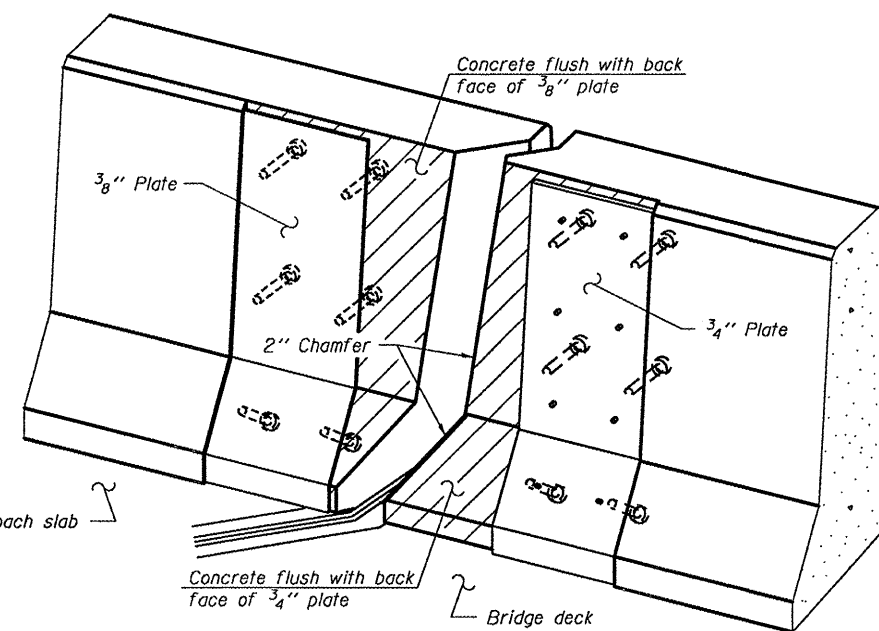 Concrete flush with back
face of 3/8" plate
3/8" Plate
2" Chamfer
3/4" Plate
slab
Concrete flush with back
face of 3/4" plate
Bridge deck